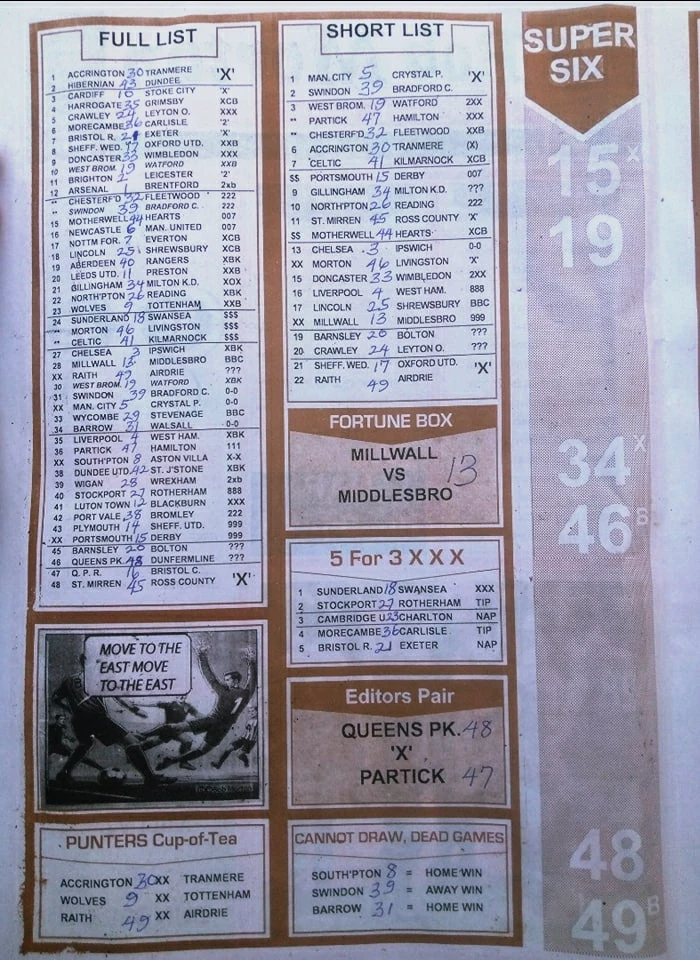 FULL LIST
1 ACCRINGTON 30 TRANMERE 'X'
2 HIBERNIAN 43 DUNDEE
3 CARDIFF 10 STOKE CITY 'X'
4 HARROGATE 35 GRIMSBY XCB
5 CRAWLEY 24 LEYTON O. XXX
6 MORECAMBE 36 CARLISLE '2'
7 BRISTOL R. 21 EXETER 'X'
8 SHEFF. WED. 17 OXFORD UTD. XXB
9 DONCASTER 33 WIMBLEDON XXX
10 WEST BROM. 19 WATFORD XXB
11 BRIGHTON 2 LEICESTER '2'
12 ARSENAL 1 BRENTFORD 2xb
** CHESTERF'D 32 FLEETWOOD 222
** SWINDON 39 BRADFORD C. 222
15 MOTHERWELL 44 HEARTS 007
16 NEWCASTLE 6 MAN. UNITED 007
17 NOTTM FOR. 7 EVERTON XCB
18 LINCOLN 25 SHREWSBURY XCB
19 ABERDEEN 40 RANGERS XBK
20 LEEDS UTD. 11 PRESTON XXB
21 GILLINGHAM 34 MILTON K.D. XOX
22 NORTH'PTON 26 READING XBK
23 WOLVES 9 TOTTENHAM XXB
24 SUNDERLAND 18 SWANSEA $$$
** MORTON 46 LIVINGSTON $$$
** CELTIC 41 KILMARNOCK $$$
27 CHELSEA 3 IPSWICH XBK
28 MILLWALL 13 MIDDLESBRO BBC
XX RAITH 49 AIRDRIE ???
30 WEST BROM. 19 WATFORD XBK
31 SWINDON 39 BRADFORD C. 0-0
XX MAN. CITY 5 CRYSTAL P. 0-0
33 WYCOMBE 29 STEVENAGE BBC
34 BARROW 31 WALSALL 0-0
35 LIVERPOOL 4 WEST HAM. XBK
36 PARTICK 47 HAMILTON 111
XX SOUTH'PON 8 ASTON VILLA X-X
38 DUNDEE UTD. 42 ST. J'STONE XBK
39 WIGAN 28 WREXHAM 2xb
40 STOCKPORT 27 ROTHERHAM 888
41 LUTON TOWN 12 BLACKBURN XXX
42 PORT VALE 38 BROMLEY 222
43 PLYMOUTH 14 SHEFF. UTD. 999
XX PORTSMOUTH 15 DERBY 999
45 BARNSLEY 20 BOLTON ???
46 QUEENS PK. 48 DUNFERMLINE ???
47 Q.P.R. 16 BRISTOL C.
48 ST. MIRREN 45 ROSS COUNTY 'X'
MOVE TO THE
EAST MOVE
TO THE EAST
PUNTERS Cup-of-Tea
ACCRINGTON 30 XX TRANMERE
WOLVES 9 XX TOTTENHAM
RAITH 49 XX AIRDRIE
SHORT LIST
1 MAN. CITY 5 CRYSTAL P. 'X'
2 SWINDON 39 BRADFORD C.
3 WEST BROM. 19 WATFORD 2XX
** PARTICK 47 HAMILTON XXX
** CHESTERF'D 32 FLEETWOOD XXB
6 ACCRINGTON 30 TRANMERE (X)
7 CELTIC 41 KILMARNOCK XCB
$$ PORTSMOUTH 15 DERBY 007
9 GILLINGHAM 34 MILTON K.D. ???
10 NORTH'PTON 26 READING 222
11 ST. MIRREN 45 ROSS COUNTY 'X'
$$ MOTHERWELL 44 HEARTS XCB
13 CHELSEA 3 IPSWICH 0-0
XX MORTON 46 LIVINGSTON 'X'
15 DONCASTER 33 WIMBLEDON 2XX
16 LIVERPOOL 4 WEST HAM. 888
17 LINCOLN 25 SHREWSBURY BBC
XX MILLWALL 13 MIDDLESBRO 999
19 BARNSLEY 20 BOLTON ???
20 CRAWLEY 24 LEYTON O. ???
21 SHEFF. WED. 17 OXFORD UTD. 'X'
22 RAITH 49 AIRDRIE
FORTUNE BOX
MILLWALL
VS 13
MIDDLESBRO
5 For 3 X X X
1 SUNDERLAND 18 SWANSEA XXX
2 STOCKPORT 27 ROTHERHAM TIP
3 CAMBRIDGE U 23 CHARLTON NAP
4 MORECAMBE 36 CARLISLE. TIP
5 BRISTOL R. 21 EXETER NAP
Editors Pair
QUEENS PK. 48
'X'
PARTICK 47
CANNOT DRAW, DEAD GAMES
SOUTH'PTON 8 = HOME WIN
SWINDON 39 = AWAY WIN
BARROW 31 = HOME WIN
SUPER
SIX
15 X
19
34 X
46 B
48
49 B